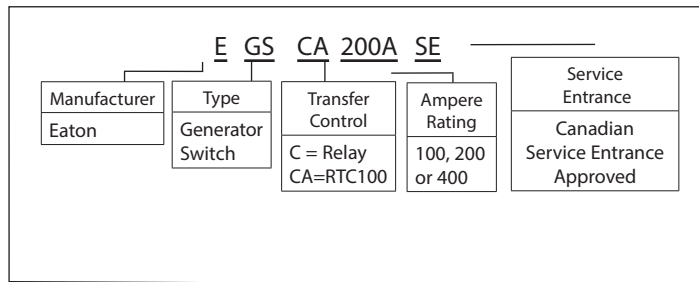 E GS CA 200A SE
Manufacturer
Eaton
Type
Generator
Switch
Transfer
Control
C = Relay
CA=RTC100
Ampere
Rating
100, 200
or 400
Service
Entrance
Canadian
Service Entrance
Approved